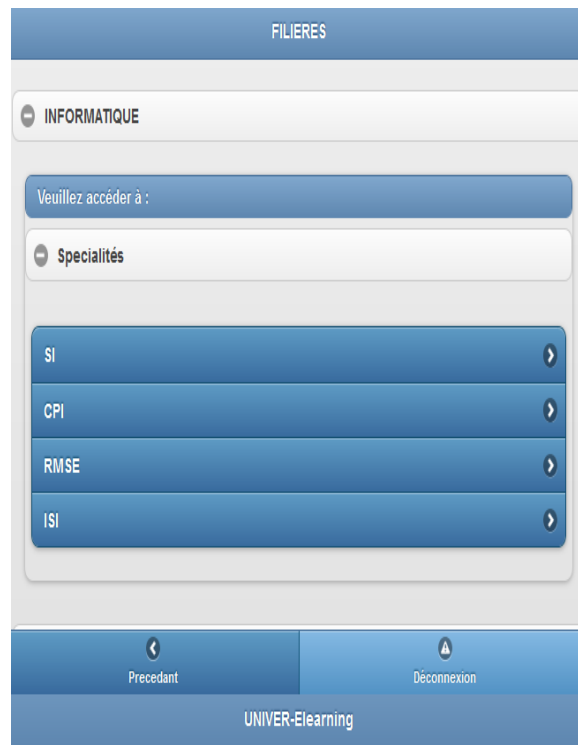 FILIERES
INFORMATIQUE
Veuillez accéder à :
Specialités
SI
CPI
RMSE
ISI
Precedant
Déconnexion
UNIVER-Elearning